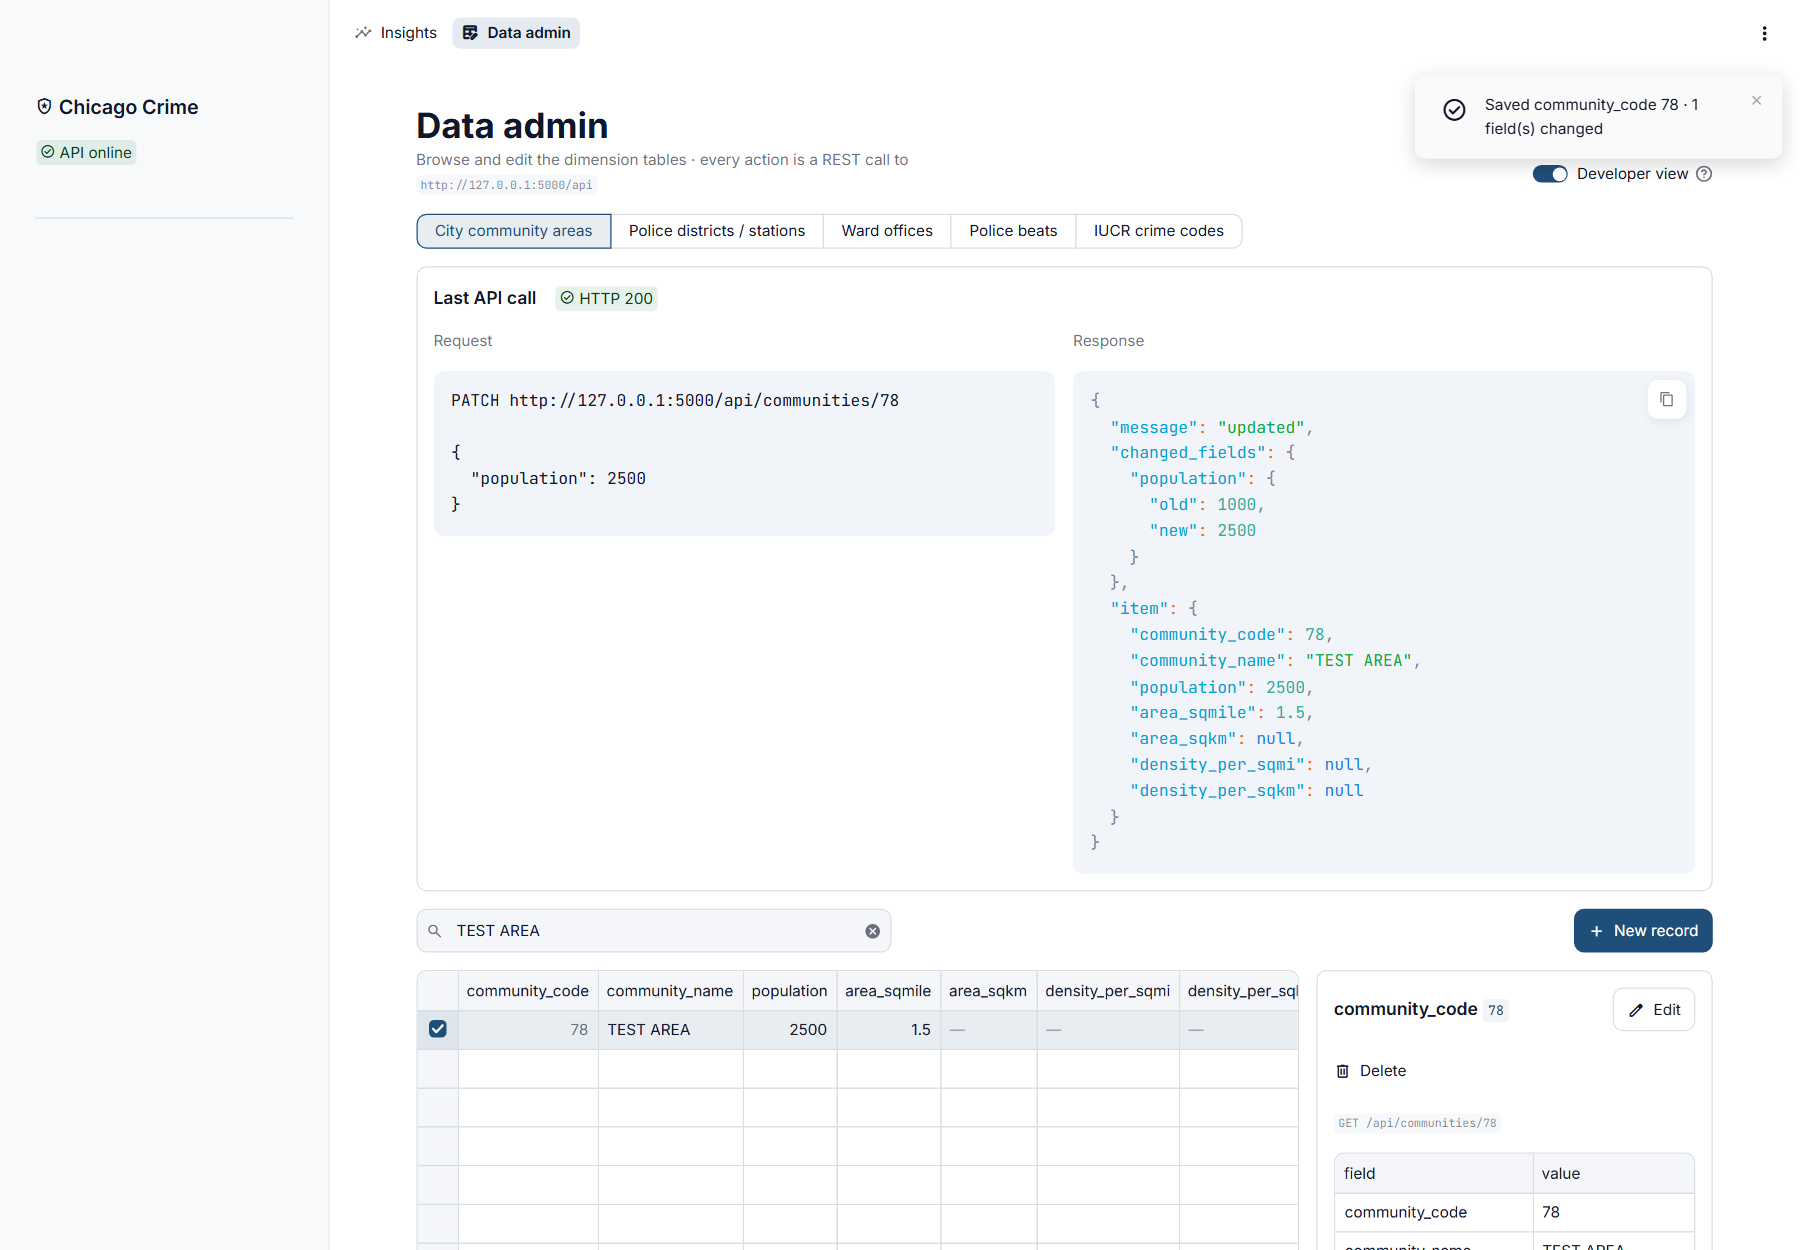 Insights
Data admin
Chicago Crime
API online
Saved community_code 78 · 1
field(s) changed
Data admin
Browse and edit the dimension tables · every action is a REST call to
http://127.0.0.1:5000/api
Developer view
City community areas
Police districts / stations
Ward offices
Police beats
IUCR crime codes
Last API call
HTTP 200
Request
PATCH http://127.0.0.1:5000/api/communities/78
{
"population": 2500
}
Response
{
"message": "updated",
"changed_fields": {
"population": {
"old": 1000,
"new": 2500
}
},
"item": {
"community_code": 78,
"community_name": "TEST AREA",
"population": 2500,
"area_sqmile": 1.5,
"area_sqkm": null,
"density_per_sqmi": null,
"density_per_sqkm": null
}
}
TEST AREA
+ New record
community_code community_name population area_sqmile area_sqkm density_per_sqmi density_per_sql
78 TEST AREA 2500 1.5 — — —
community_code 78
Edit
Delete
GET /api/communities/78
field value
community_code 78
community_name TEST AREA